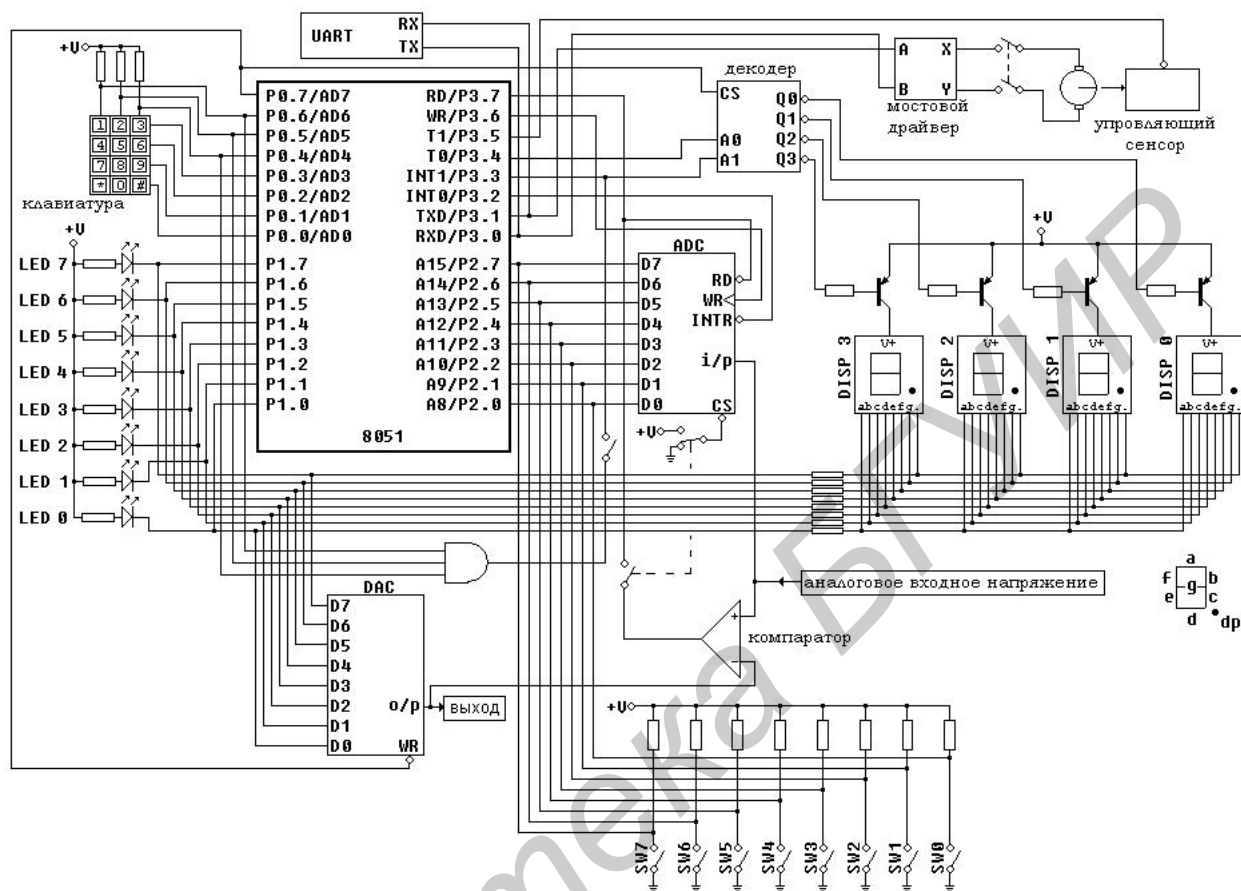 UART
RX
TX
+U
1 2 3
4 5 6
7 8 9
* 0 #
клавиатура
P0.7/AD7
P0.6/AD6
P0.5/AD5
P0.4/AD4
P0.3/AD3
P0.2/AD2
P0.1/AD1
P0.0/AD0
P1.7
P1.6
P1.5
P1.4
P1.3
P1.2
P1.1
P1.0
RD/P3.7
WR/P3.6
T1/P3.5
T0/P3.4
INT1/P3.3
INT0/P3.2
TXD/P3.1
RXD/P3.0
A15/P2.7
A14/P2.6
A13/P2.5
A12/P2.4
A11/P2.3
A10/P2.2
A9/P2.1
A8/P2.0
8051
декодер
CS
A0
A1
Q0
Q1
Q2
Q3
A
B
X
Y
мостовой
драйвер
упровляющий
сенсор
+U
LED 7
LED 6
LED 5
LED 4
LED 3
LED 2
LED 1
LED 0
ADC
D7
D6
D5
D4
D3
D2
D1
D0
RD
WR
INTR
i/p
CS
+U
+U
DISP 3
V+
abcdefg.
DISP 2
V+
abcdefg.
DISP 1
V+
abcdefg.
DISP 0
V+
abcdefg.
DAC
D7
D6
D5
D4
D3
D2
D1
D0
o/p
WR
выход
+
-
компаратор
аналоговое входное напряжение
a
f g b
e c
d dp
+U
SW7
SW6
SW5
SW4
SW3
SW2
SW1
SW0
тека БГУИР